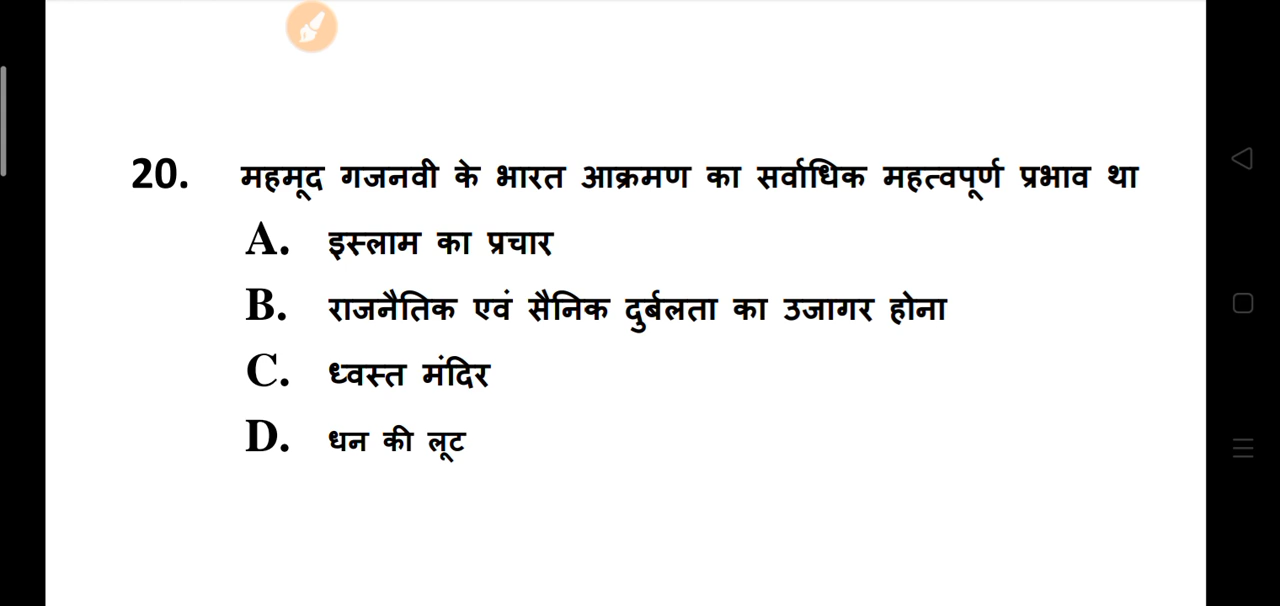 20. महमूद गजनवी के भारत आक्रमण का सर्वाधिक महत्वपूर्ण प्रभाव था
A. इस्लाम का प्रचार
B. राजनैतिक एवं सैनिक दुर्बलता का उजागर होना
C. ध्वस्त मंदिर
D. धन की लूट